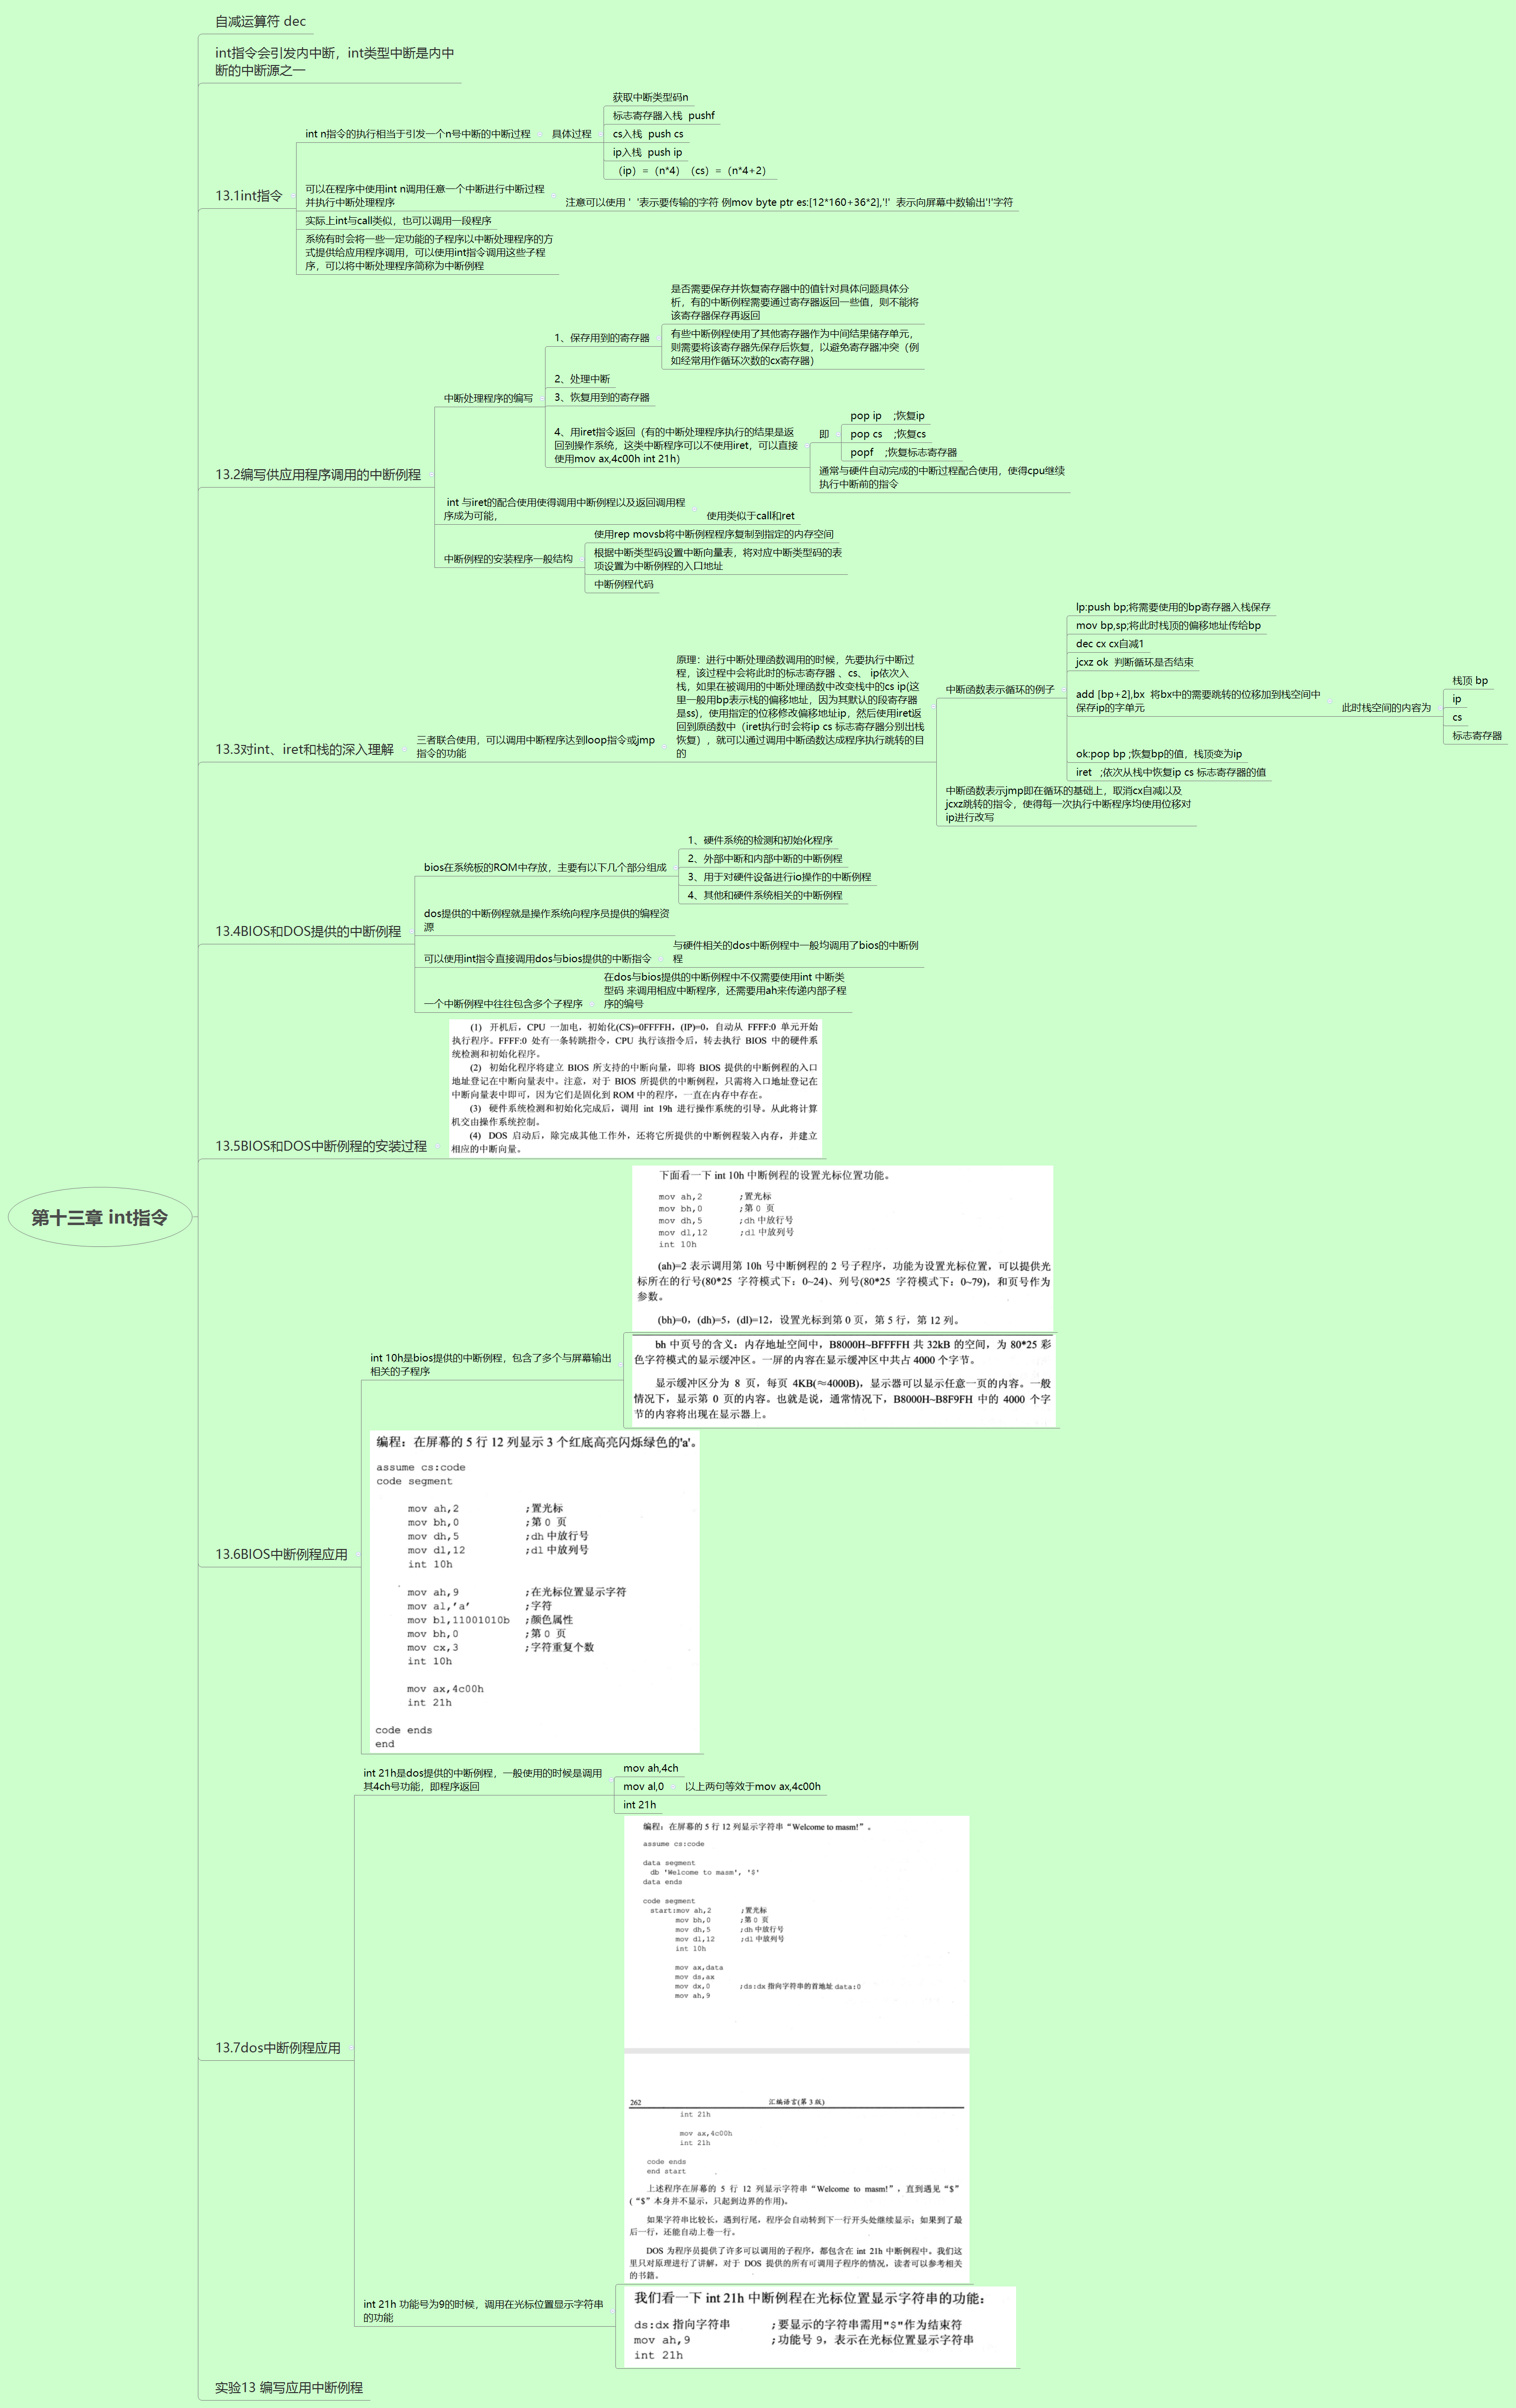 自减运算符 dec
int指令会引发内中断，int类型中断是内中
断的中断源之一
13.1int指令
int n指令的执行相当于引发一个n号中断的中断过程
具体过程
获取中断类型码n
标志寄存器入栈 pushf
cs入栈 push cs
ip入栈 push ip
（ip）=（n*4）（cs）=（n*4+2）
可以在程序中使用int n调用任意一个中断进行中断过程
并执行中断处理程序
注意可以使用 ' '表示要传输的字符 例mov byte ptr es:[12*160+36*2],'!' 表示向屏幕中数输出'!'字符
实际上int与call类似，也可以调用一段程序
系统有时会将一些一定功能的子程序以中断处理程序的方
式提供给应用程序调用，可以使用int指令调用这些子程
序，可以将中断处理程序简称为中断例程
13.2编写供应用程序调用的中断例程
中断处理程序的编写
1、保存用到的寄存器
是否需要保存并恢复寄存器中的值针对具体问题具体分
析，有的中断例程需要通过寄存器返回一些值，则不能将
该寄存器保存再返回
有些中断例程使用了其他寄存器作为中间结果储存单元，
则需要将该寄存器先保存后恢复，以避免寄存器冲突（例
如经常用作循环次数的cx寄存器）
2、处理中断
3、恢复用到的寄存器
4、用iret指令返回（有的中断处理程序执行的结果是返
回到操作系统，这类中断程序可以不使用iret，可以直接
使用mov ax,4c00h int 21h）
即
pop ip ;恢复ip
pop cs ;恢复cs
popf ;恢复标志寄存器
通常与硬件自动完成的中断过程配合使用，使得cpu继续
执行中断前的指令
int 与iret的配合使用使得调用中断例程以及返回调用程
序成为可能，
使用类似于call和ret
中断例程的安装程序一般结构
使用rep movsb将中断例程程序复制到指定的内存空间
根据中断类型码设置中断向量表，将对应中断类型码的表
项设置为中断例程的入口地址
中断例程代码
13.3对int、iret和栈的深入理解
三者联合使用，可以调用中断程序达到loop指令或jmp
指令的功能
原理：进行中断处理函数调用的时候，先要执行中断过
程，该过程中会将此时的标志寄存器 、cs、 ip依次入
栈，如果在被调用的中断处理函数中改变栈中的cs ip(这
里一般用bp表示栈的偏移地址，因为其默认的段寄存器
是ss)，使用指定的位移修改偏移地址ip，然后使用iret返
回到原函数中（iret执行时会将ip cs 标志寄存器分别出栈
恢复），就可以通过调用中断函数达成程序执行跳转的目
的
中断函数表示循环的例子
lp:push bp;将需要使用的bp寄存器入栈保存
mov bp,sp;将此时栈顶的偏移地址传给bp
dec cx cx自减1
jcxz ok 判断循环是否结束
add [bp+2],bx 将bx中的需要跳转的位移加到栈空间中
保存ip的字单元
此时栈空间的内容为
栈顶 bp
ip
cs
标志寄存器
ok:pop bp ;恢复bp的值，栈顶变为ip
iret ;依次从栈中恢复ip cs 标志寄存器的值
中断函数表示jmp即在循环的基础上，取消cx自减以及
jcxz跳转的指令，使得每一次执行中断程序均使用位移对
ip进行改写
13.4BIOS和DOS提供的中断例程
bios在系统板的ROM中存放，主要有以下几个部分组成
1、硬件系统的检测和初始化程序
2、外部中断和内部中断的中断例程
3、用于对硬件设备进行io操作的中断例程
4、其他和硬件系统相关的中断例程
dos提供的中断例程就是操作系统向程序员提供的编程资
源
可以使用int指令直接调用dos与bios提供的中断指令
与硬件相关的dos中断例程中一般均调用了bios的中断例
程
一个中断例程中往往包含多个子程序
在dos与bios提供的中断例程中不仅需要使用int 中断类
型码 来调用相应中断程序，还需要用ah来传递内部子程
序的编号
13.5BIOS和DOS中断例程的安装过程
(1) 开机后，CPU 一加电，初始化(CS)=0FFFFH，(IP)=0，自动从 FFFF:0 单元开始
执行程序。FFFF:0 处有一条转跳指令，CPU 执行该指令后，转去执行 BIOS 中的硬件系
统检测和初始化程序。
(2) 初始化程序将建立 BIOS 所支持的中断向量，即将 BIOS 提供的中断例程的入口
地址登记在中断向量表中。注意，对于 BIOS 所提供的中断例程，只需将入口地址登记在
中断向量表中即可，因为它们是固化到 ROM 中的程序，一直在内存中存在。
(3) 硬件系统检测和初始化完成后，调用 int 19h 进行操作系统的引导。从此将计算
机交由操作系统控制。
(4) DOS 启动后，除完成其他工作外，还将它所提供的中断例程装入内存，并建立
相应的中断向量。
第十三章 int指令
13.6BIOS中断例程应用
int 10h是bios提供的中断例程，包含了多个与屏幕输出
相关的子程序
下面看一下 int 10h 中断例程的设置光标位置功能。
mov ah,2 ;置光标
mov bh,0 ;第 0 页
mov dh,5 ;dh 中放行号
mov dl,12 ;dl 中放列号
int 10h
(ah)=2 表示调用第 10h 号中断例程的 2 号子程序，功能为设置光标位置，可以提供光
标所在的行号(80*25 字符模式下：0~24)、列号(80*25 字符模式下：0~79)，和页号作为
参数。
(bh)=0，(dh)=5，(dl)=12，设置光标到第 0 页，第 5 行，第 12 列。
bh 中页号的含义：内存地址空间中，B8000H~BFFFFH 共 32kB 的空间，为 80*25 彩
色字符模式的显示缓冲区。一屏的内容在显示缓冲区中共占 4000 个字节。
显示缓冲区分为 8 页，每页 4KB(≈4000B)，显示器可以显示任意一页的内容。一般
情况下，显示第 0 页的内容。也就是说，通常情况下，B8000H~B8F9FH 中的 4000 个字
节的内容将出现在显示器上。
编程：在屏幕的 5 行 12 列显示 3 个红底高亮闪烁绿色的'a'。
assume cs:code
code segment
mov ah,2 ;置光标
mov bh,0 ;第 0 页
mov dh,5 ;dh 中放行号
mov dl,12 ;dl 中放列号
int 10h
mov ah,9 ;在光标位置显示字符
mov al,'a' ;字符
mov bl,11001010b ;颜色属性
mov bh,0 ;第 0 页
mov cx,3 ;字符重复个数
int 10h
mov ax,4c00h
int 21h
code ends
end
13.7dos中断例程应用
int 21h是dos提供的中断例程，一般使用的时候是调用
其4ch号功能，即程序返回
mov ah,4ch
mov al,0
以上两句等效于mov ax,4c00h
int 21h
编程：在屏幕的 5 行 12 列显示字符串“Welcome to masm!”。
assume cs:code
data segment
db 'Welcome to masm', '$'
data ends
code segment
start:mov ah,2 ;置光标
mov bh,0 ;第 0 页
mov dh,5 ;dh 中放行号
mov dl,12 ;dl 中放列号
int 10h
mov ax,data
mov ds,ax
mov dx,0 ;ds:dx 指向字符串的首地址 data:0
mov ah,9
262 汇编语言(第 3 版)
int 21h
mov ax,4c00h
int 21h
code ends
end start
上述程序在屏幕的 5 行 12 列显示字符串“Welcome to masm!”，直到遇见“$”
(“$”本身并不显示，只起到边界的作用)。
如果字符串比较长，遇到行尾，程序会自动转到下一行开头处继续显示；如果到了最
后一行，还能自动上卷一行。
DOS 为程序员提供了许多可以调用的子程序，都包含在 int 21h 中断例程中。我们这
里只对原理进行了讲解，对于 DOS 提供的所有可调用子程序的情况，读者可以参考相关
的书籍。
int 21h 功能号为9的时候，调用在光标位置显示字符串
的功能
我们看一下 int 21h 中断例程在光标位置显示字符串的功能：
ds:dx 指向字符串 ;要显示的字符串需用"$"作为结束符
mov ah,9 ;功能号 9，表示在光标位置显示字符串
int 21h
实验13 编写应用中断例程